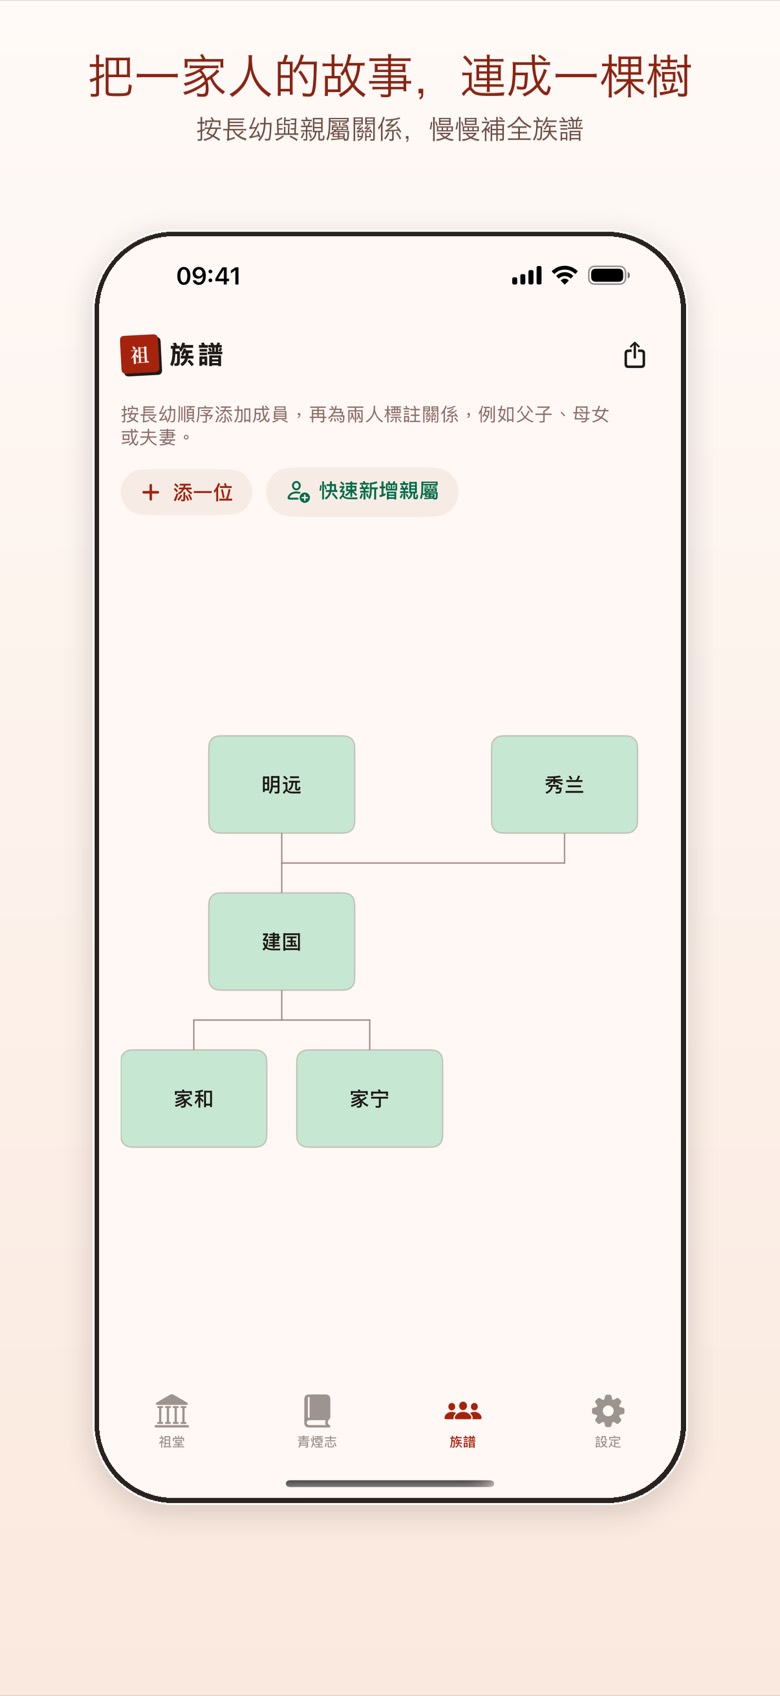 把一家人的故事，連成一棵樹
按長幼與親屬關係，慢慢補全族譜
09:41
祖 族譜
按長幼順序添加成員，再為兩人標註關係，例如父子、母女
或夫妻。
+ 添一位 快速新增親屬
明远 秀兰
建国
家和 家宁
祖堂 青煙志 族譜 設定